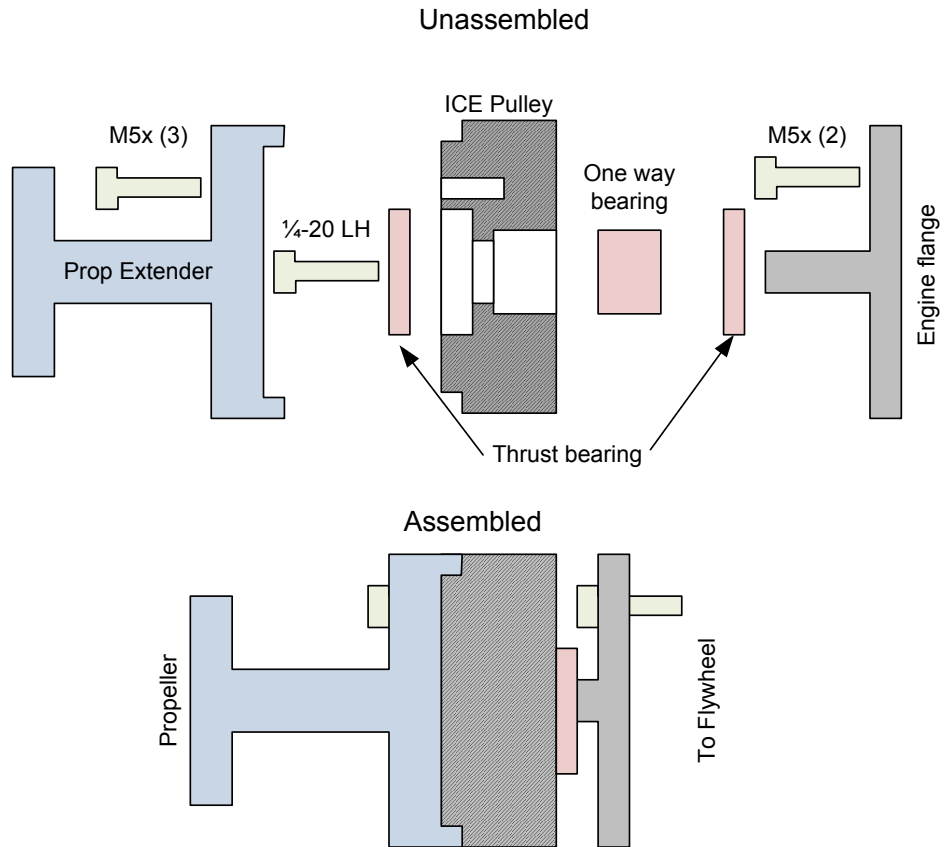 Unassembled
ICE Pulley
M5x (3)
M5x (2)
One way
bearing
¼-20 LH
Prop Extender
Engine flange
Thrust bearing
Assembled
Propeller
To Flywheel